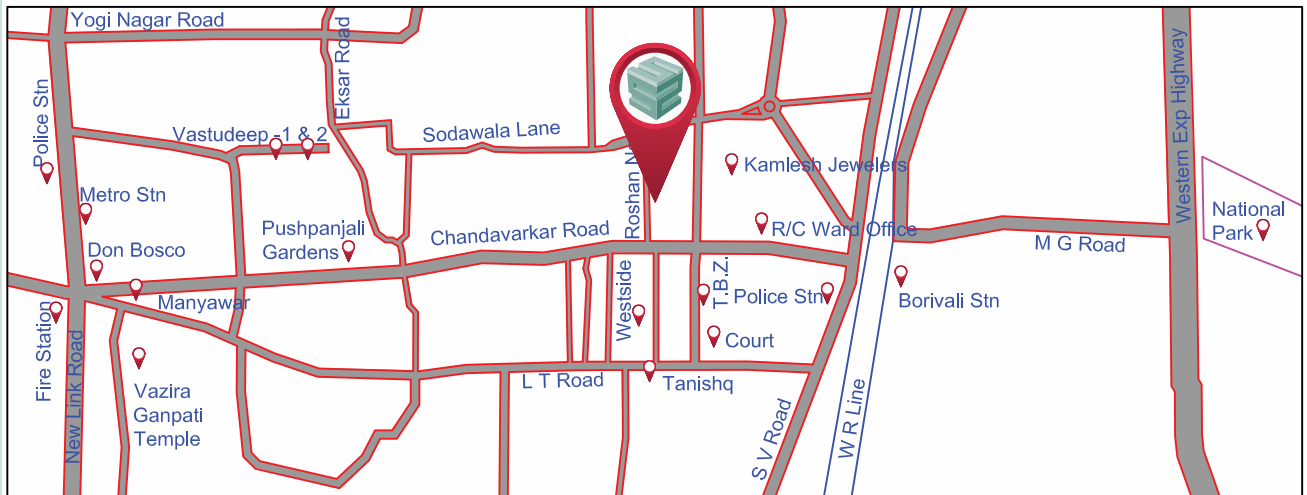 Yogi Nagar Road
Eksar Road
Western Exp Highway
Police Stn
Vastudeep -1 & 2
Sodawala Lane
Roshan N
Kamlesh Jewelers
Metro Stn
National
Park
Pushpanjali
Gardens
Chandavarkar Road
R/C Ward Office
M G Road
Don Bosco
Manyawar
Fire Station
New Link Road
Westside
T.B.Z.
Police Stn
Borivali Stn
Court
Vazira
Ganpati
Temple
L T Road
Tanishq
S V Road
W R Line